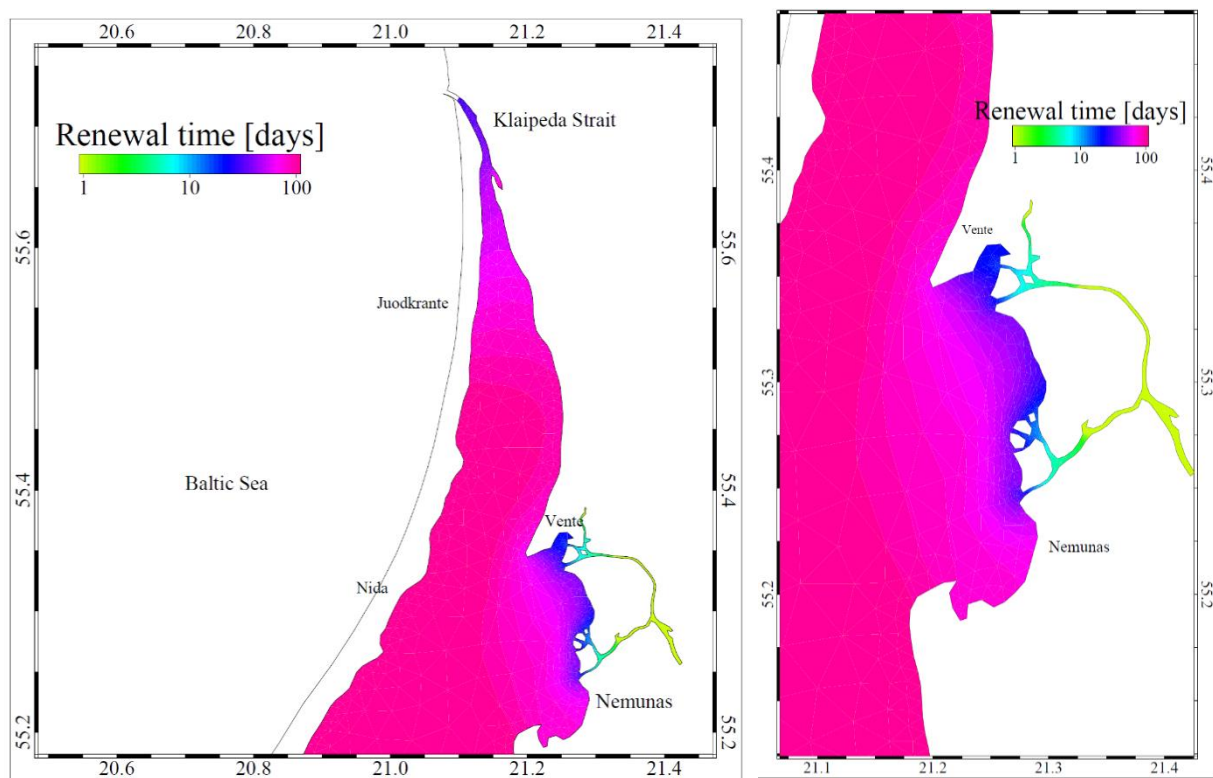 20.6 20.8 21.0 21.2 21.4
Klaipeda Strait
Renewal time [days]
1 10 100
55.6 55.6
Juodkrante
Baltic Sea
55.4 55.4
Vente
Nida
Nemunas
55.2 55.2
20.6 20.8 21.0 21.2 21.4
Renewal time [days]
1 10 100
55.4 55.4
Vente
55.3 55.3
Nemunas
55.2 55.2
21.1 21.2 21.3 21.4